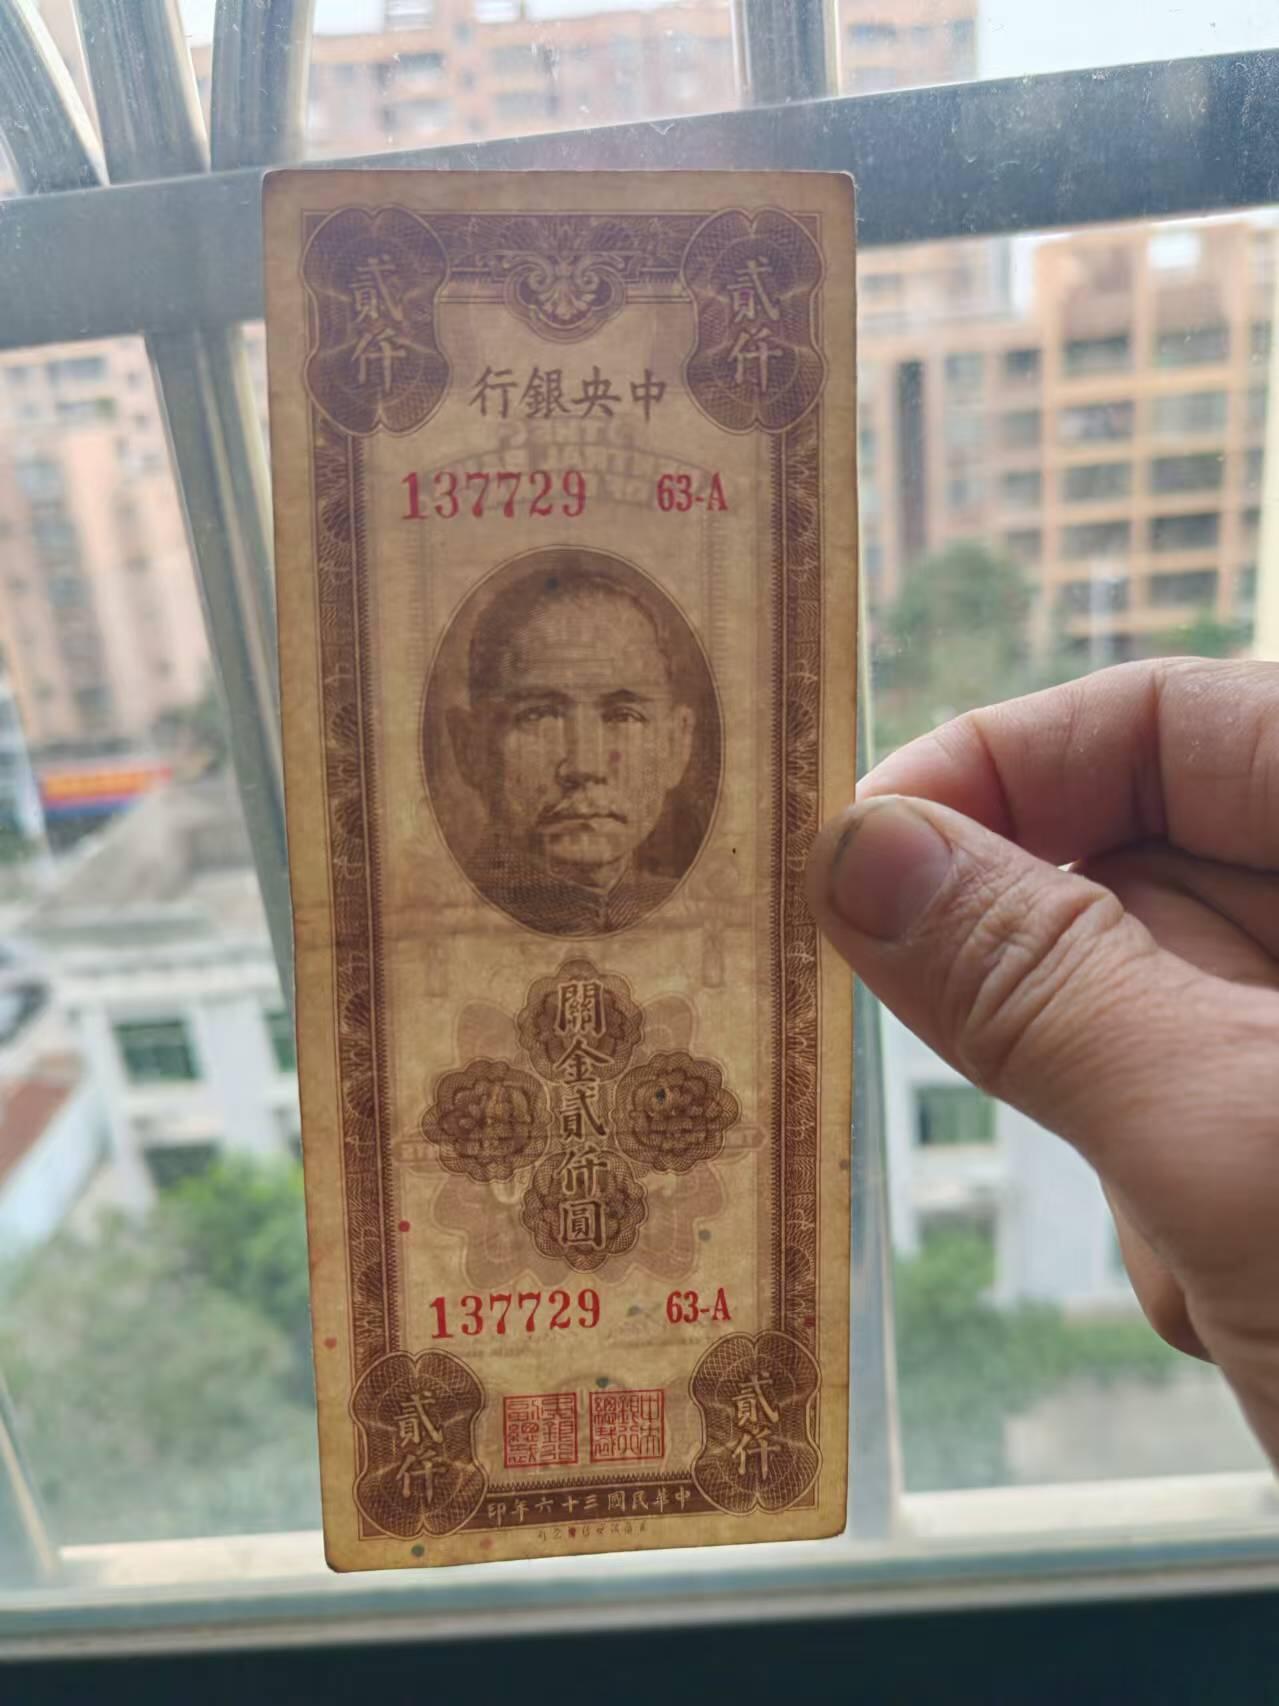 貳仟 貳仟
中央銀行
137729 63-A
關金貳仟圓
137729 63-A
貳仟 貳仟
中華民國三十六年印